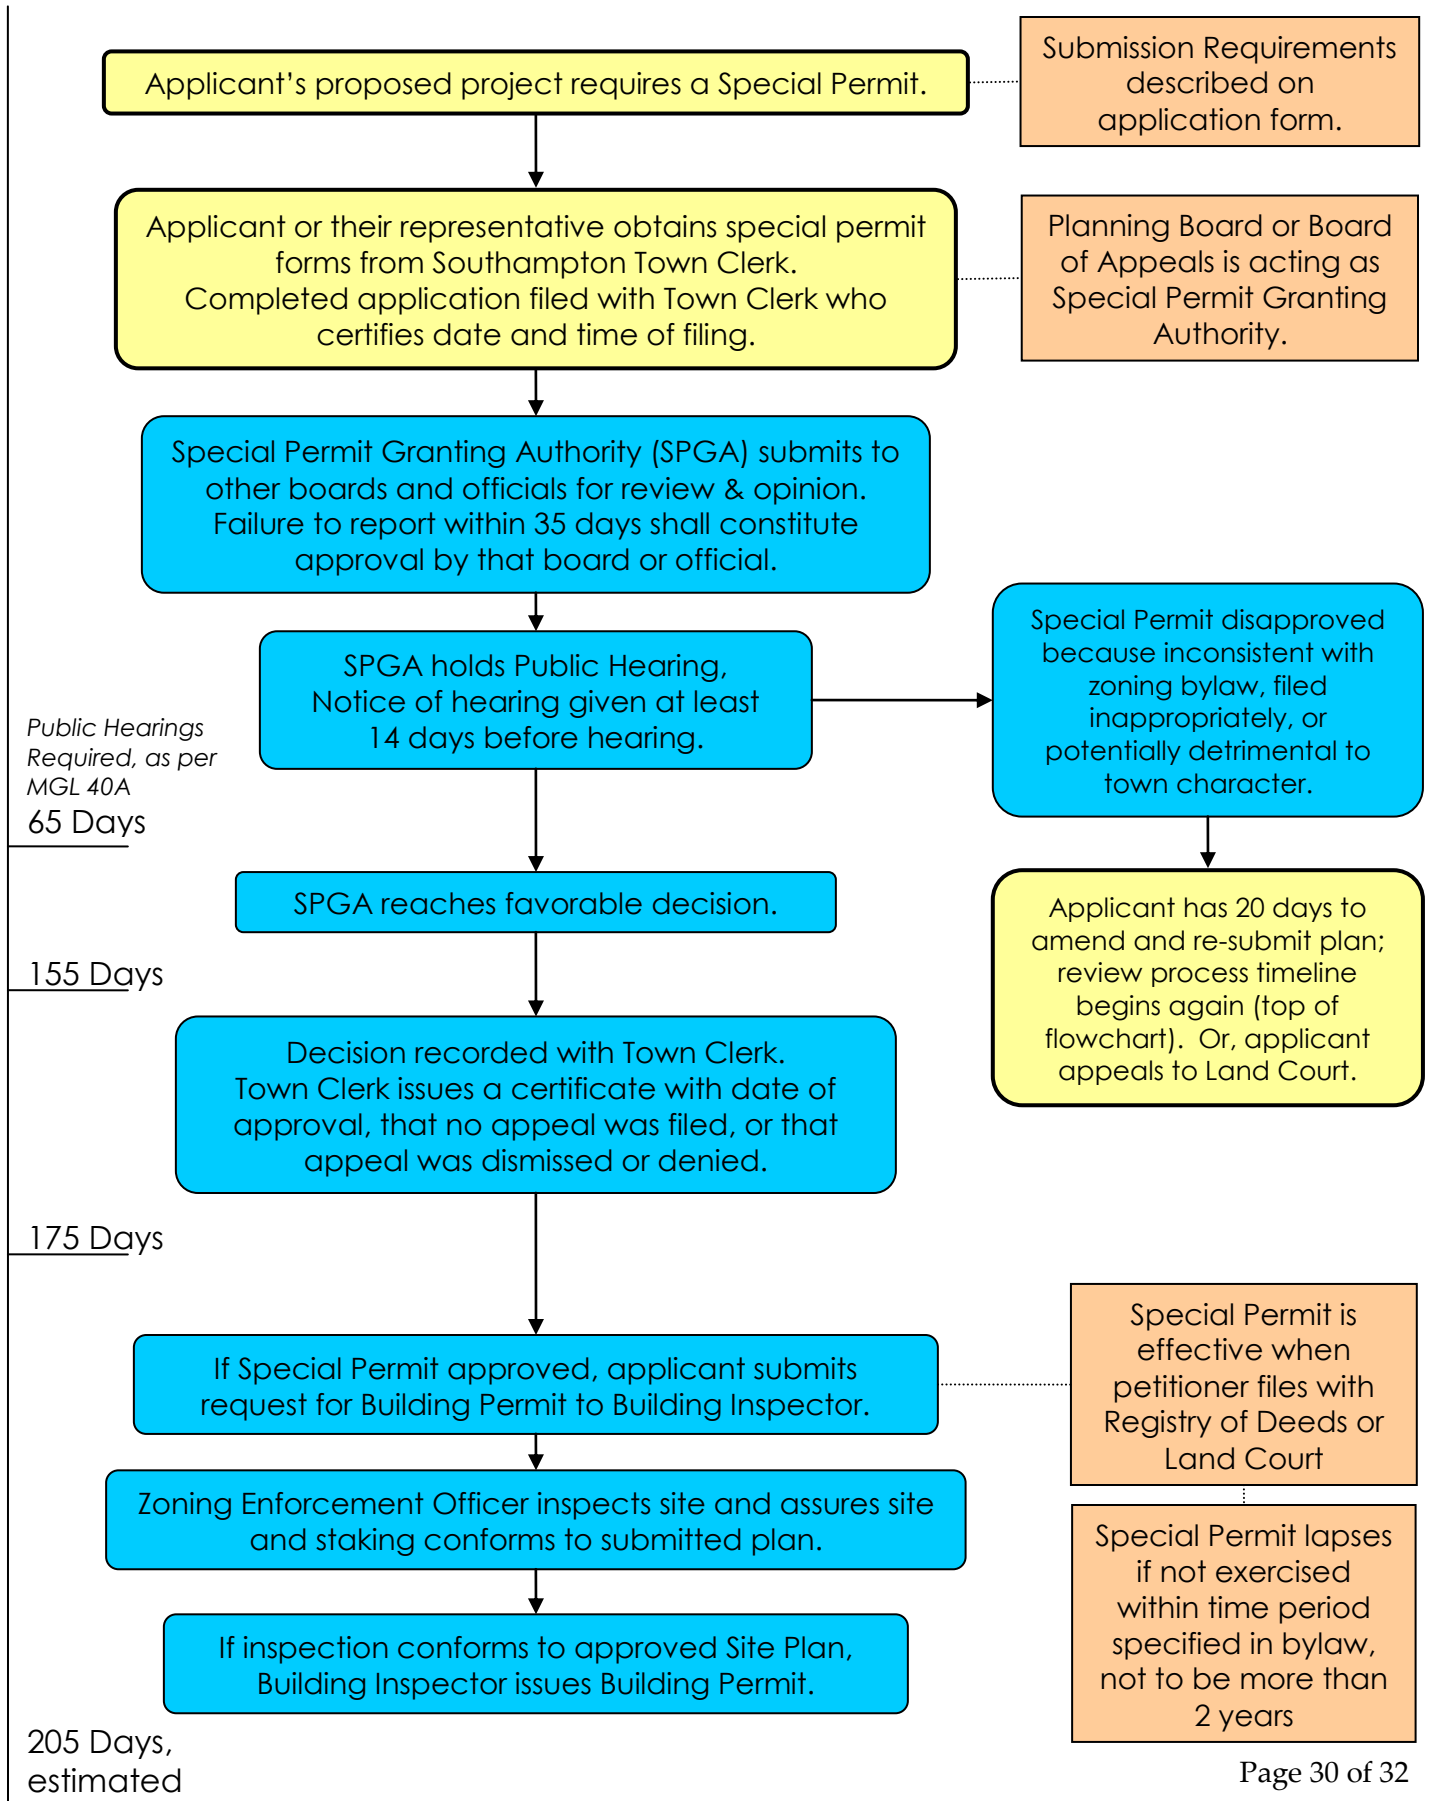 Applicant's proposed project requires a Special Permit.
Submission Requirements
described on
application form.
Applicant or their representative obtains special permit
forms from Southampton Town Clerk.
Completed application filed with Town Clerk who
certifies date and time of filing.
Planning Board or Board
of Appeals is acting as
Special Permit Granting
Authority.
Special Permit Granting Authority (SPGA) submits to
other boards and officials for review & opinion.
Failure to report within 35 days shall constitute
approval by that board or official.
SPGA holds Public Hearing,
Notice of hearing given at least
14 days before hearing.
Special Permit disapproved
because inconsistent with
zoning bylaw, filed
inappropriately, or
potentially detrimental to
town character.
Public Hearings
Required, as per
MGL 40A
65 Days
SPGA reaches favorable decision.
Applicant has 20 days to
amend and re-submit plan;
review process timeline
begins again (top of
flowchart).  Or, applicant
appeals to Land Court.
155 Days
Decision recorded with Town Clerk.
Town Clerk issues a certificate with date of
approval, that no appeal was filed, or that
appeal was dismissed or denied.
175 Days
If Special Permit approved, applicant submits
request for Building Permit to Building Inspector.
Special Permit is
effective when
petitioner files with
Registry of Deeds or
Land Court
Zoning Enforcement Officer inspects site and assures site
and staking conforms to submitted plan.
Special Permit lapses
if not exercised
within time period
specified in bylaw,
not to be more than
2 years
If inspection conforms to approved Site Plan,
Building Inspector issues Building Permit.
205 Days,
estimated
Page 30 of 32